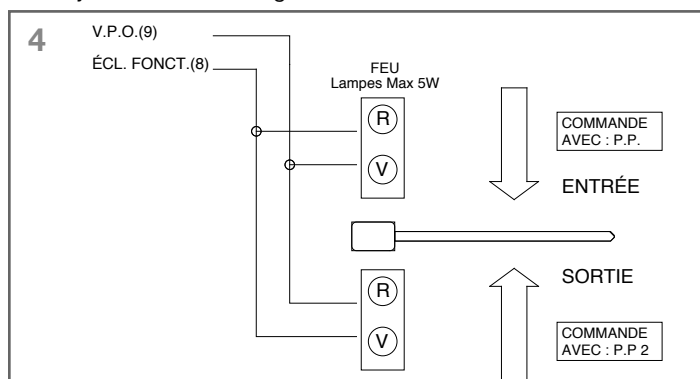 4
V.P.O.(9)
ÉCL. FONCT.(8)
FEU
Lampes Max 5W
R
V
COMMANDE
AVEC : P.P.
ENTRÉE
SORTIE
R
V
COMMANDE
AVEC : P.P 2